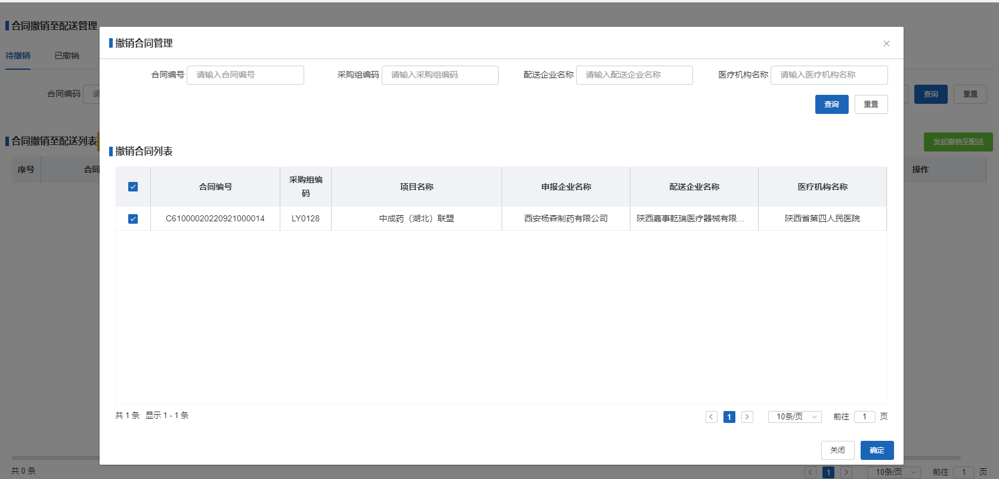 合同撤销至配送管理
待撤销 已撤销
合同编码 请
查询 重置
合同撤销至配送列表
发起撤销至配送
序号 合同 操作
共 0 条
1 10条/页 前往 1 页
撤销合同管理
合同编号 请输入合同编号 采购组编码 请输入采购组编码 配送企业名称 请输入配送企业名称 医疗机构名称 请输入医疗机构名称
查询 重置
撤销合同列表
合同编号 采购组编码 项目名称 申报企业名称 配送企业名称 医疗机构名称
C61000020220921000014 LY0128 中成药（湖北）联盟 西安杨森制药有限公司 陕西嘉事乾瑞医疗器械有限... 陕西省第四人民医院
共 1 条 显示 1 - 1 条
1 10条/页 前往 1 页
关闭 确定